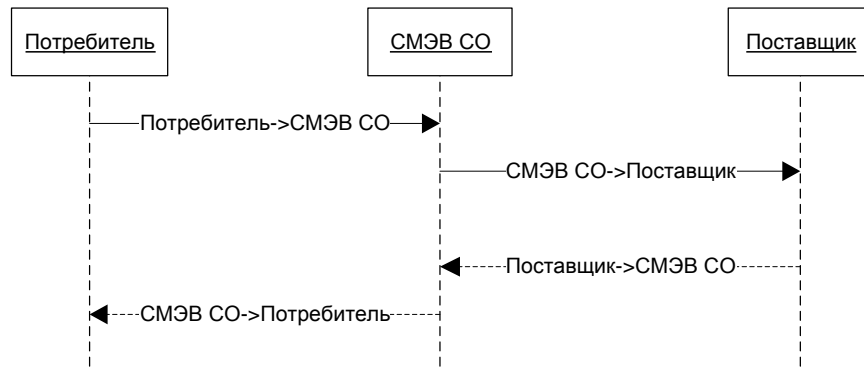 Потребитель
СМЭВ СО
Поставщик
Потребитель->СМЭВ СО
СМЭВ СО->Поставщик
Поставщик->СМЭВ СО
СМЭВ СО->Потребитель